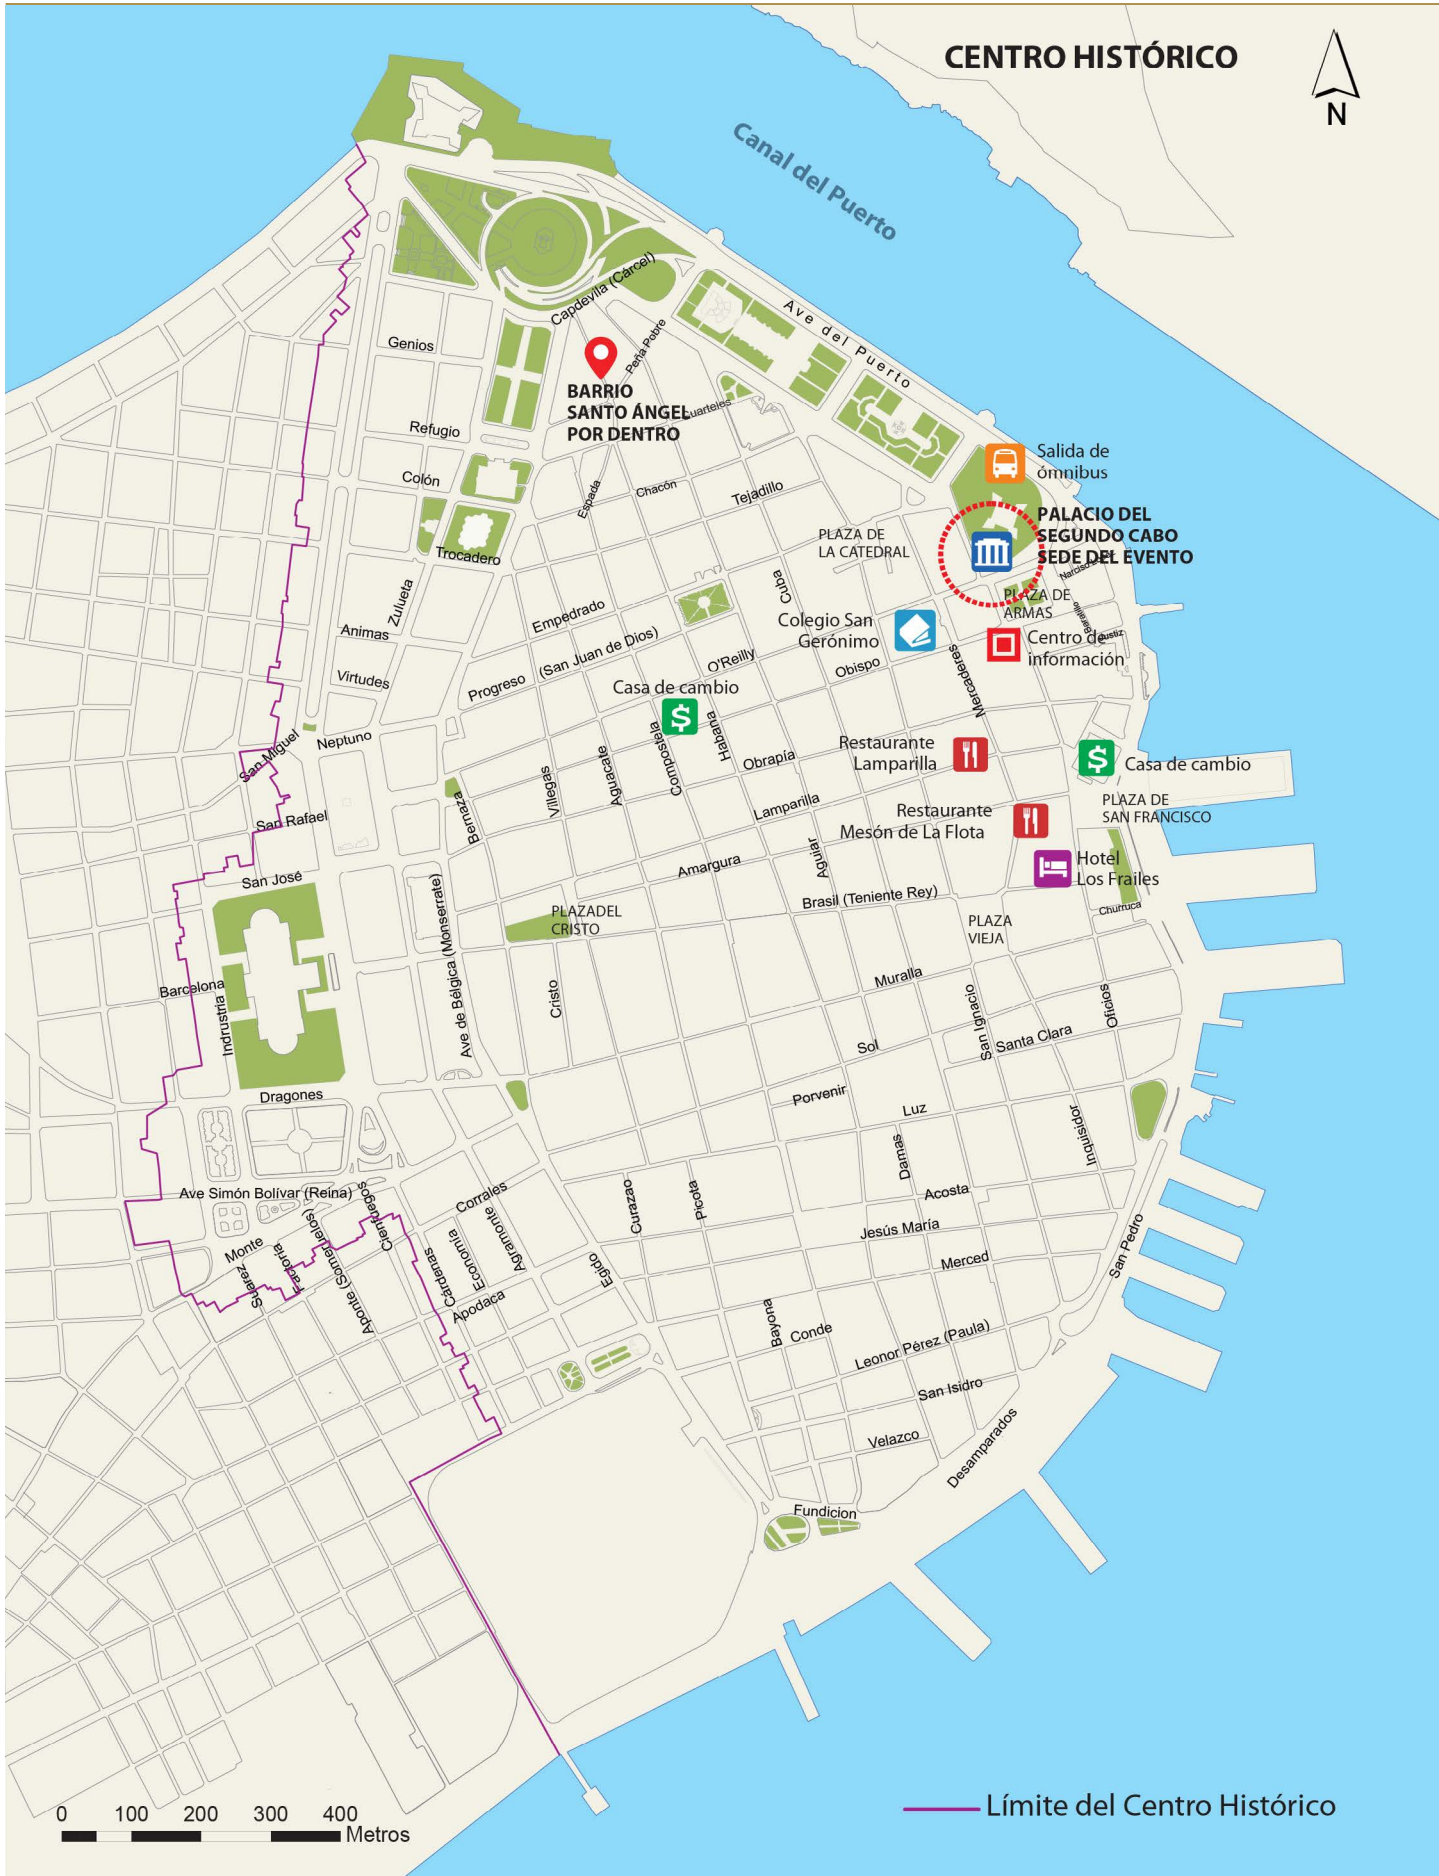 CENTRO HISTÓRICO
N
Canal del Puerto
Ave del Puerto
Capdevila (Cárcel)
Peña Pobre
Genios
BARRIO
SANTO ÁNGEL
POR DENTRO
Cuarteles
Refugio
Salida de
ómnibus
Colón
Espada
Chacón
Tejadillo
PALACIO DEL
SEGUNDO CABO
SEDE DEL EVENTO
PLAZA DE
LA CATEDRAL
Trocadero
Zulueta
Cuba
PLAZA DE
ARMAS
Baratillo
Justiz
Empedrado
Animas
Colegio San
Gerónimo
Centro de
información
(San Juan de Dios)
Progreso
Virtudes
O'Reilly
Obispo
Mercaderes
Casa de cambio
Neptuno
San Miguel
Habana
Compostela
Aguacate
Villegas
Obrapía
Restaurante
Lamparilla
Casa de cambio
Bernaza
Lamparilla
San Rafael
PLAZA DE
SAN FRANCISCO
Restaurante
Mesón de La Flota
Amargura
Aguiar
Hotel
Los Frailes
San José
Brasil (Teniente Rey)
Churruca
PLAZADEL
CRISTO
PLAZA
VIEJA
Ave de Bélgica (Monserrate)
Muralla
Barcelona
Cristo
Indrustria
San Ignacio
Oficios
Santa Clara
Sol
Dragones
Porvenir
Luz
Inquisidor
Damas
Ave Simón Bolívar (Reina)
Cienfuegos
Corrales
Curazao
Picota
Acosta
Jesús María
San Pedro
Monte
Suarez
Factoría
Aponte (Someruelos)
Cárdenas
Economía
Agramonte
Egido
Merced
Apodaca
Bayona
Conde
Leonor Pérez (Paula)
San Isidro
Velazco
Desamparados
Fundicion
Límite del Centro Histórico
0 100 200 300 400
Metros